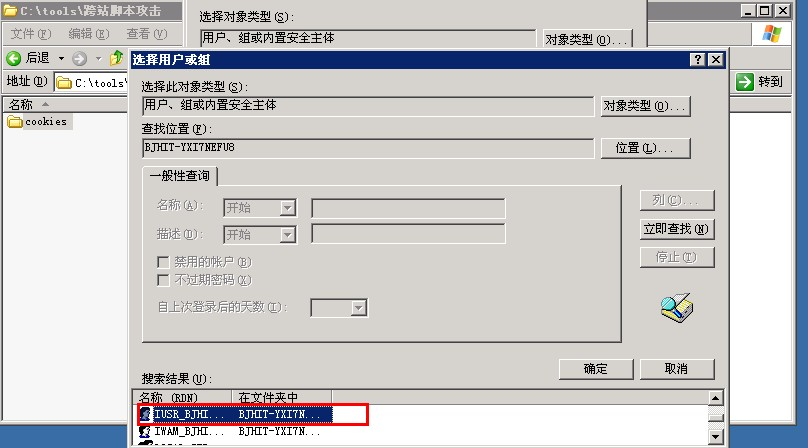 C:\tools\跨站脚本攻击
文件(F) 编辑(E) 查看(V)
后退
地址(D) C:\tools\
转到
名称
cookies
选择对象类型(S):
用户、组或内置安全主体 对象类型(O)...
选择用户或组
选择此对象类型(S):
用户、组或内置安全主体 对象类型(O)...
查找位置(F):
BJHIT-YXI7NEFU8 位置(L)...
一般性查询
名称(A): 开始
描述(D): 开始
禁用的帐户(B)
不过期密码(X)
自上次登录后的天数(I):
列(C)...
立即查找(N)
停止(T)
确定 取消
搜索结果(U):
名称 (RDN) 在文件夹中
IUSR_BJHI... BJHIT-YXI7N...
IWAM_BJHI... BJHIT-YXI7N...